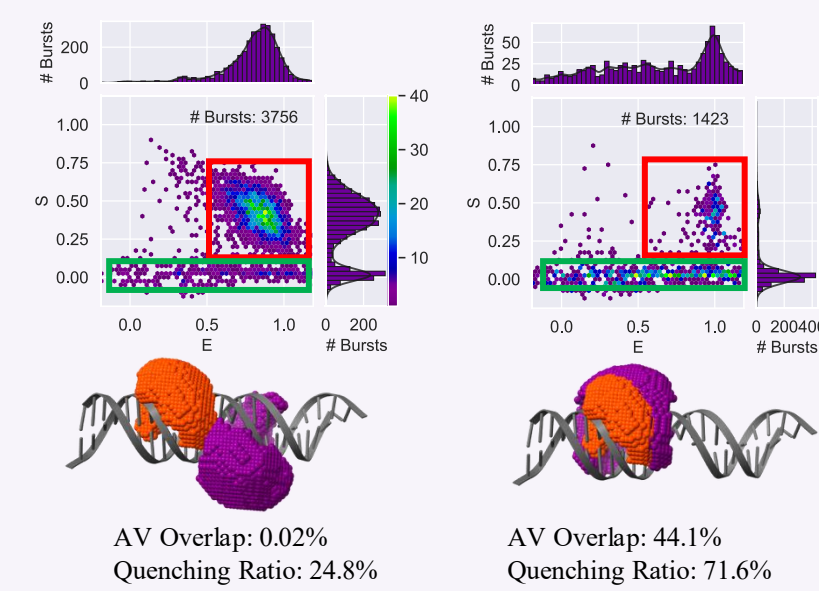 # Bursts
200
0
# Bursts: 3756
S
1.00
0.75
0.50
0.25
0.00
40
30
20
10
0.0 0.5 1.0
E
0 200
# Bursts
# Bursts
50
25
0
# Bursts: 1423
S
1.00
0.75
0.50
0.25
0.00
0.0 0.5 1.0
E
0 200400
# Bursts
AV Overlap: 0.02%
Quenching Ratio: 24.8%
AV Overlap: 44.1%
Quenching Ratio: 71.6%